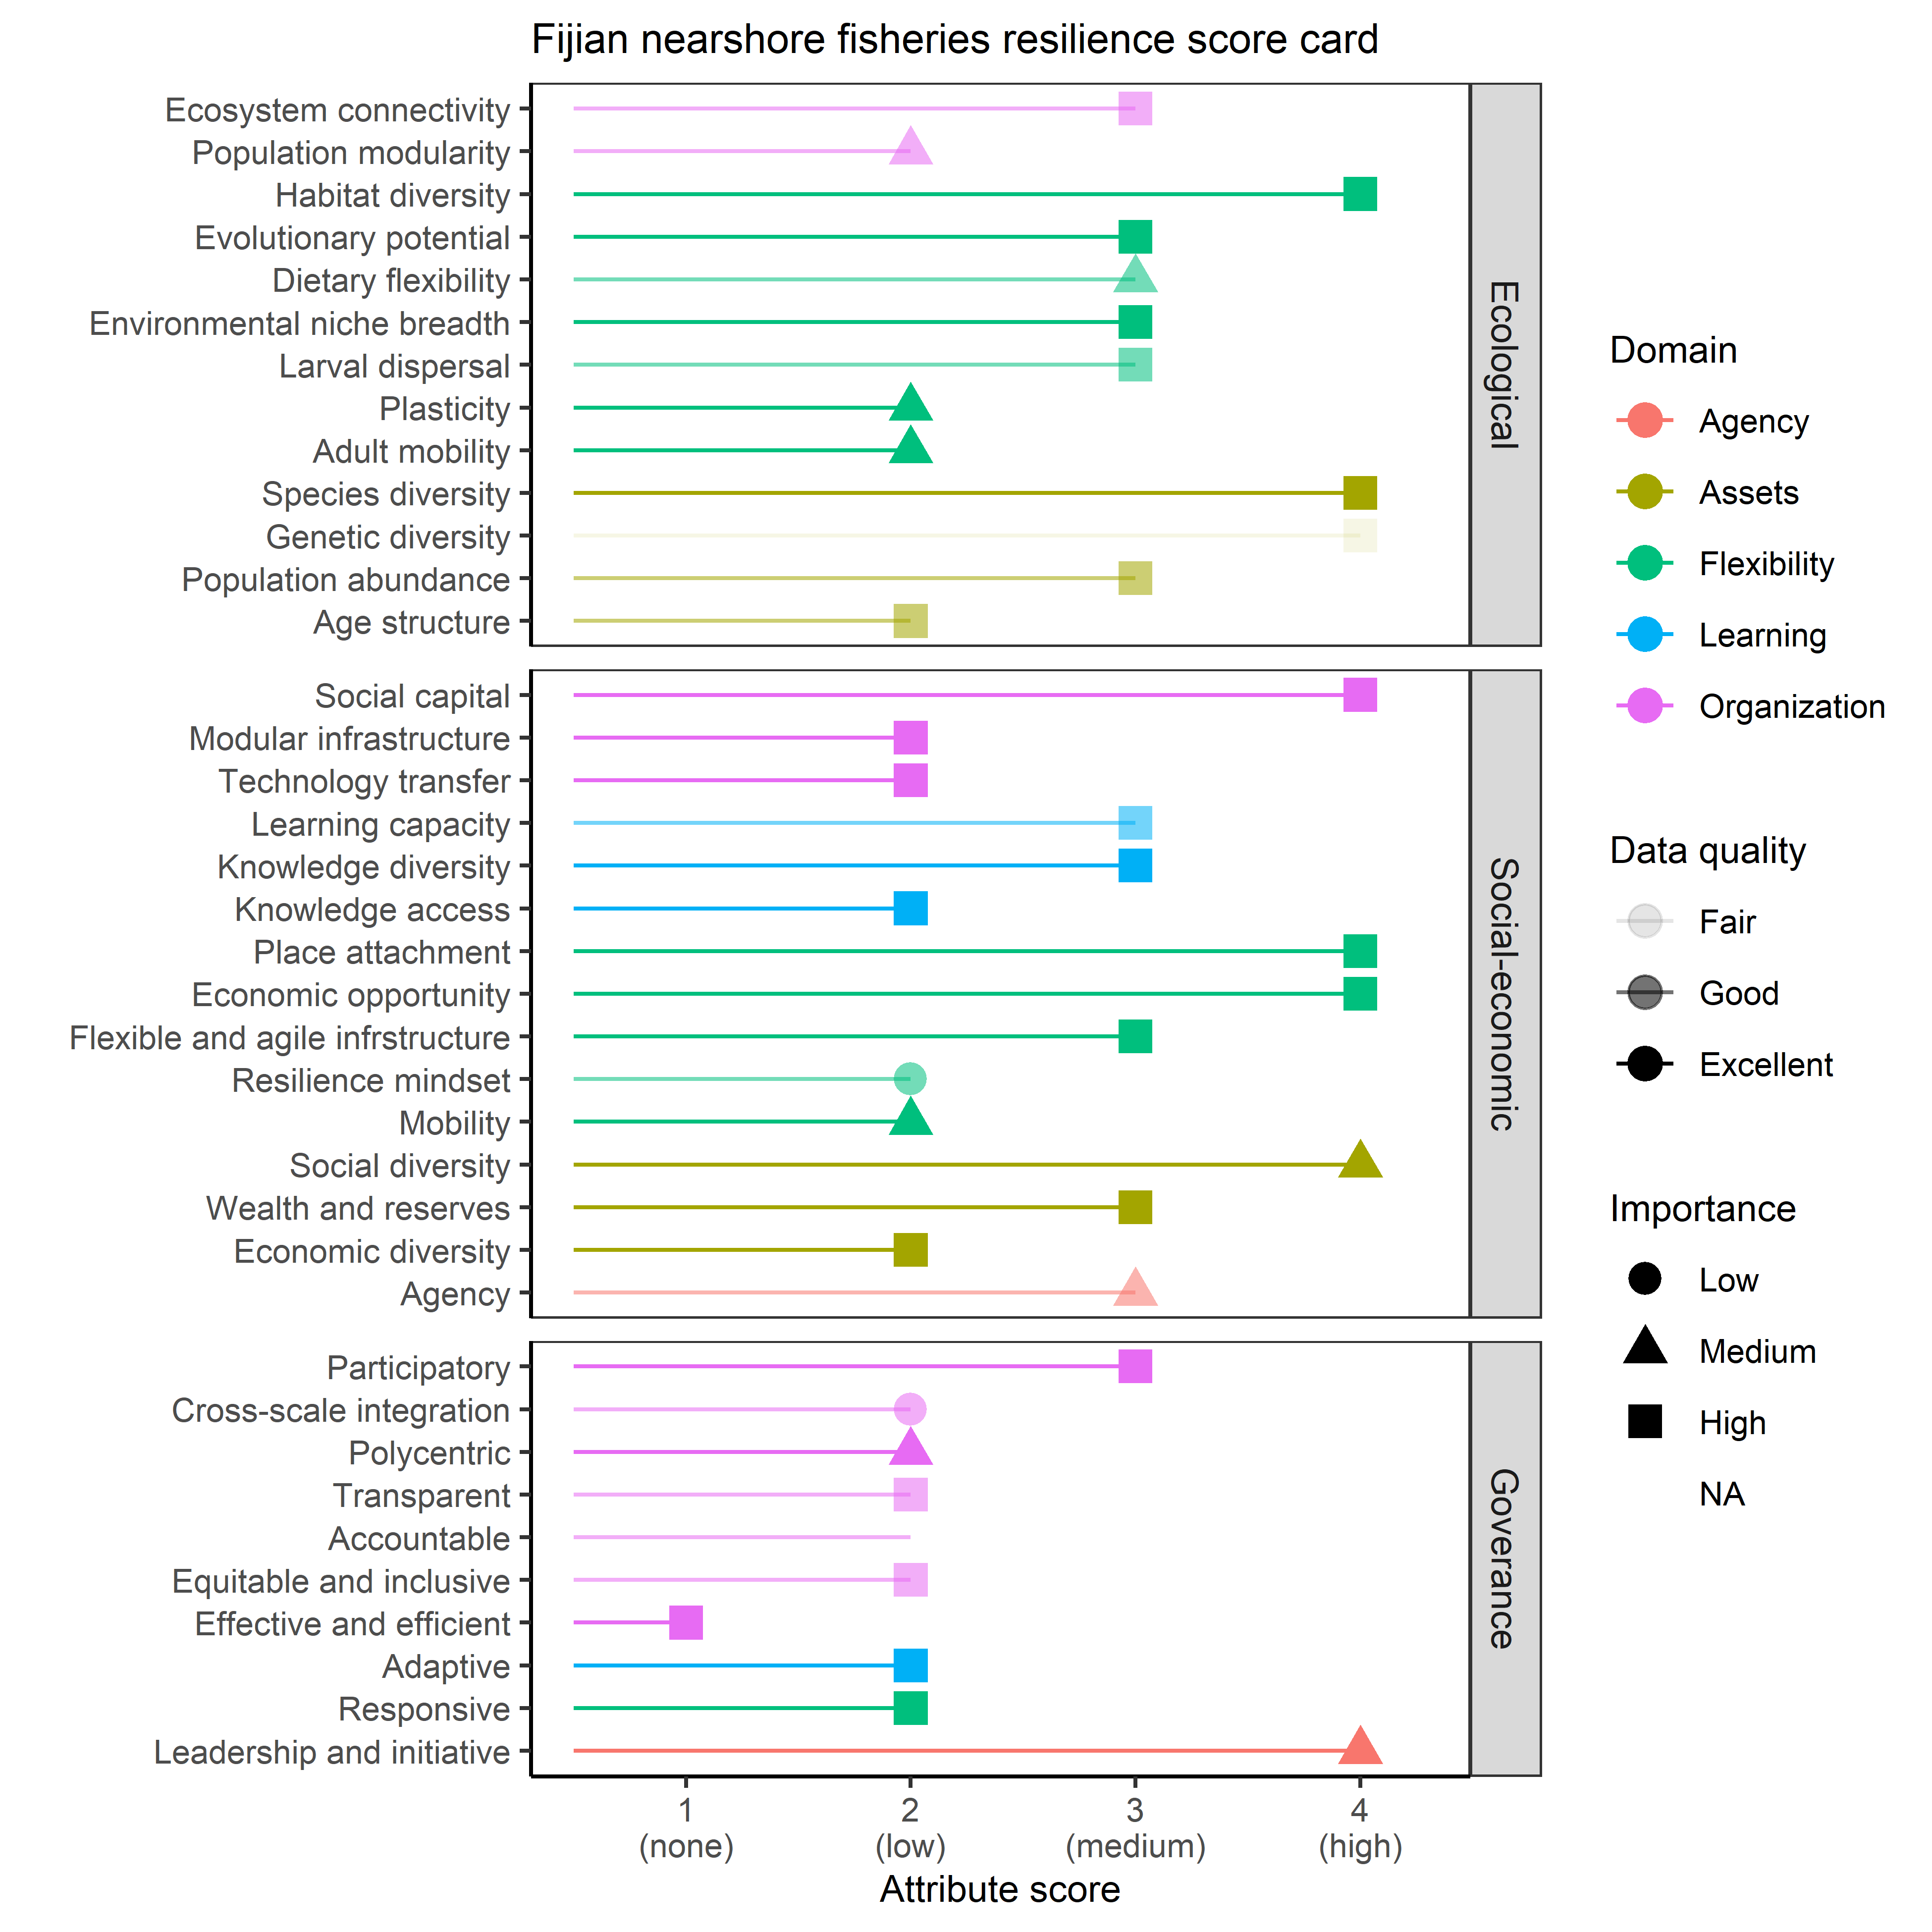 Fijian nearshore fisheries resilience score card
Ecosystem connectivity
Population modularity
Habitat diversity
Evolutionary potential
Dietary flexibility
Environmental niche breadth
Larval dispersal
Plasticity
Adult mobility
Species diversity
Genetic diversity
Population abundance
Age structure
Ecological
Social capital
Modular infrastructure
Technology transfer
Learning capacity
Knowledge diversity
Knowledge access
Place attachment
Economic opportunity
Flexible and agile infrstructure
Resilience mindset
Mobility
Social diversity
Wealth and reserves
Economic diversity
Agency
Social-economic
Participatory
Cross-scale integration
Polycentric
Transparent
Accountable
Equitable and inclusive
Effective and efficient
Adaptive
Responsive
Leadership and initiative
Governance
1 2 3 4
(none) (low) (medium) (high)
Attribute score
Domain
Agency
Assets
Flexibility
Learning
Organization
Data quality
Fair
Good
Excellent
Importance
Low
Medium
High
NA